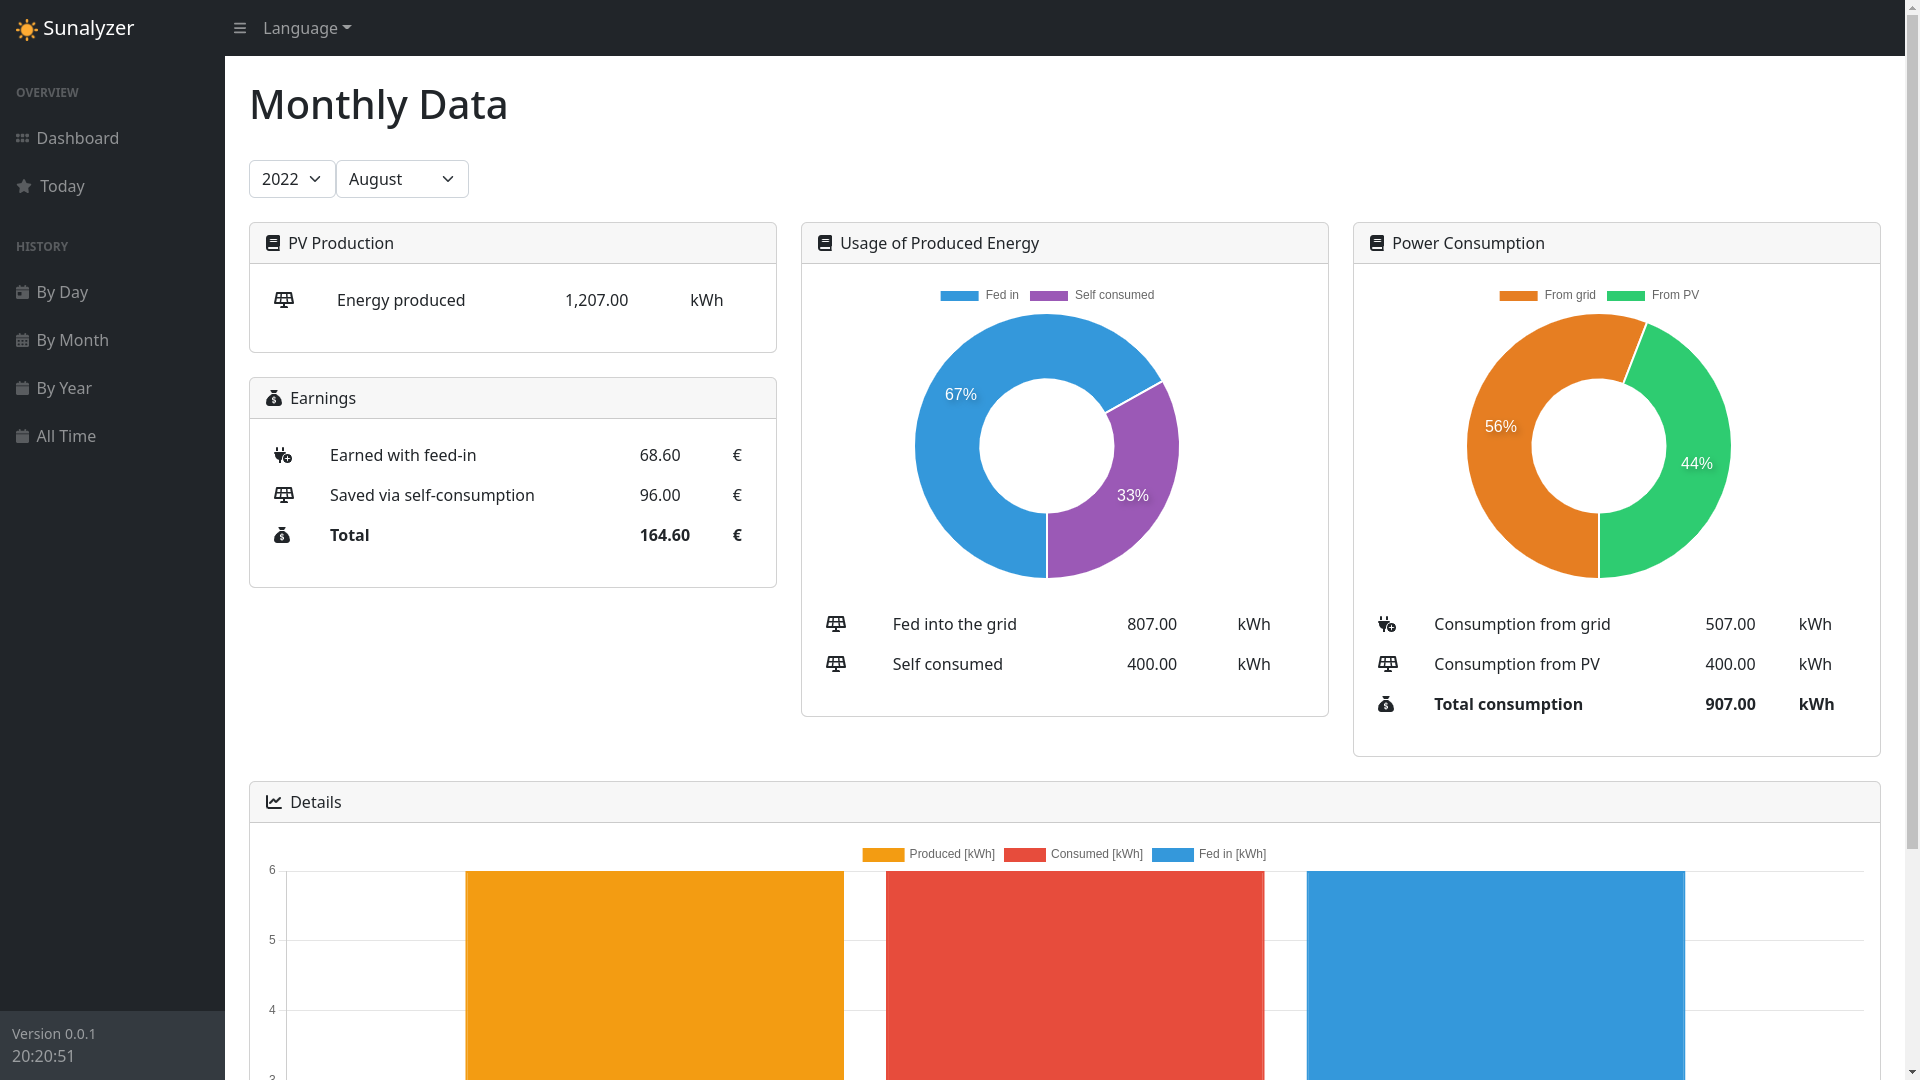 Sunalyzer
Language
OVERVIEW
Dashboard
Today
HISTORY
By Day
By Month
By Year
All Time
Version 0.0.1
20:20:51
Monthly Data
2022
August
PV Production
Energy produced 1,207.00 kWh
Earnings
Earned with feed-in 68.60 €
Saved via self-consumption 96.00 €
Total 164.60 €
Usage of Produced Energy
Fed in Self consumed
67%
33%
Fed into the grid 807.00 kWh
Self consumed 400.00 kWh
Power Consumption
From grid From PV
56%
44%
Consumption from grid 507.00 kWh
Consumption from PV 400.00 kWh
Total consumption 907.00 kWh
Details
Produced [kWh] Consumed [kWh] Fed in [kWh]
6
5
4
3